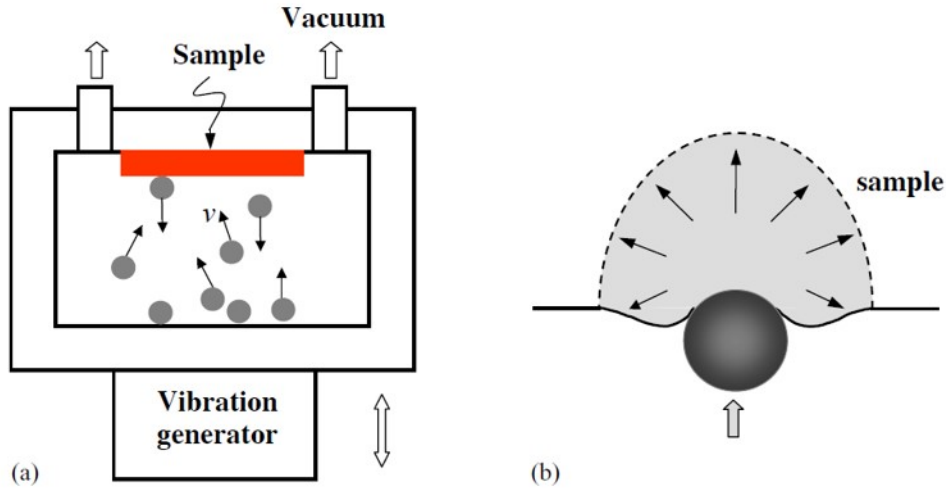 Vacuum
Sample
v
Vibration
generator
(a)
sample
(b)